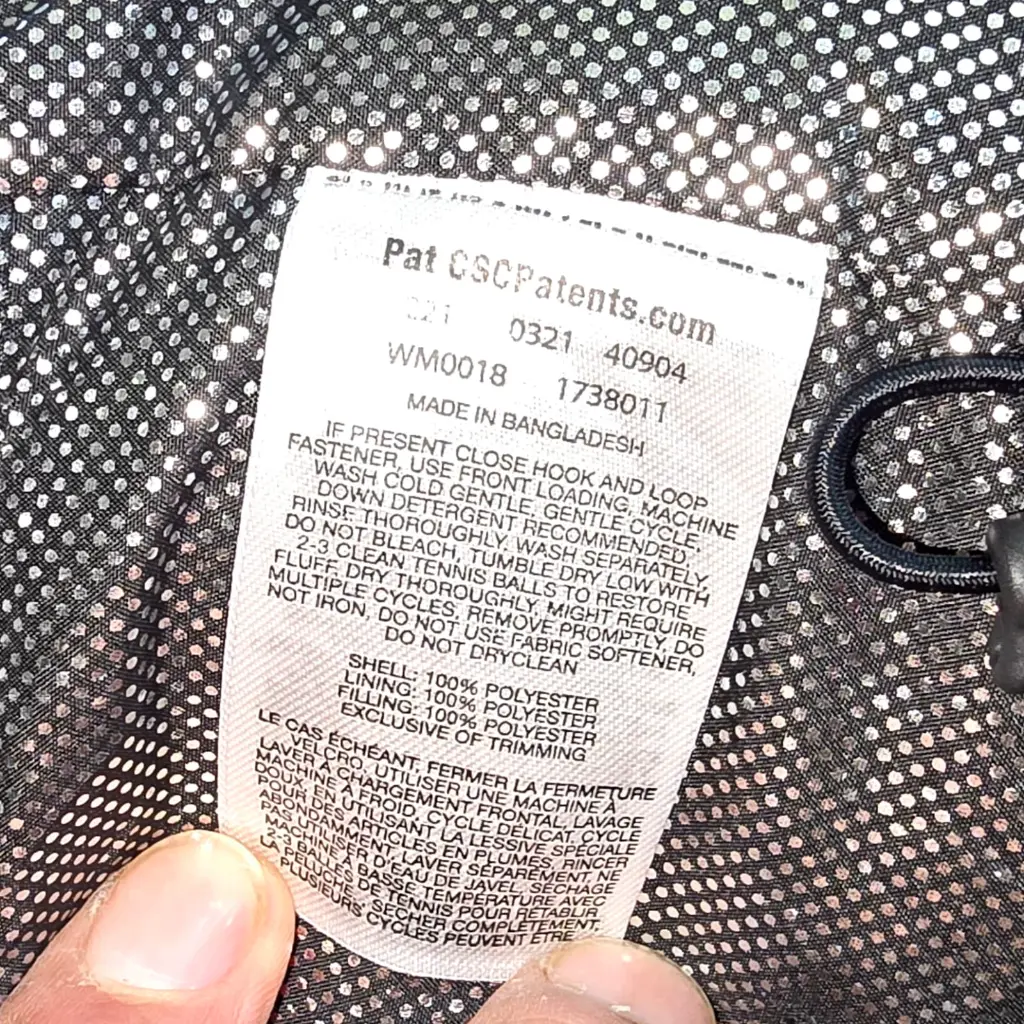 Pat CSCPatents.com
021 0321 40904
WM0018 1738011
MADE IN BANGLADESH
IF PRESENT CLOSE HOOK AND LOOP
FASTENER, USE FRONT LOADING, MACHINE
WASH COLD GENTLE, GENTLE CYCLE,
DOWN DETERGENT RECOMMENDED,
RINSE THOROUGHLY, WASH SEPARATELY,
DO NOT BLEACH, TUMBLE DRY LOW WITH
2-3 CLEAN TENNIS BALLS TO RESTORE
FLUFF, DRY THOROUGHLY, MIGHT REQUIRE
MULTIPLE CYCLES, REMOVE PROMPTLY, DO
NOT IRON, DO NOT USE FABRIC SOFTENER,
DO NOT DRYCLEAN
SHELL: 100% POLYESTER
LINING: 100% POLYESTER
FILLING: 100% POLYESTER
EXCLUSIVE OF TRIMMING
LE CAS ÉCHÉANT, FERMER LA FERMETURE
VELCRO, UTILISER UNE MACHINE À
LAVER À CHARGEMENT FRONTAL, LAVAGE
MACHINE À FROID, CYCLE DÉLICAT, CYCLE
EN UTILISANT LA LESSIVE SPÉCIALE
POUR DES ARTICLES EN PLUMES, RINCER
ABONDAMMENT, LAVER SÉPARÉMENT, NE
PAS UTILISER D'EAU DE JAVEL, SÉCHAGE
MACHINE À BASSE TEMPÉRATURE AVEC
2-3 BALLES DE TENNIS POUR RÉTABLIR
LA PELUCHE, SÉCHER COMPLÈTEMENT,
PLUSIEURS CYCLES PEUVENT ÊTRE